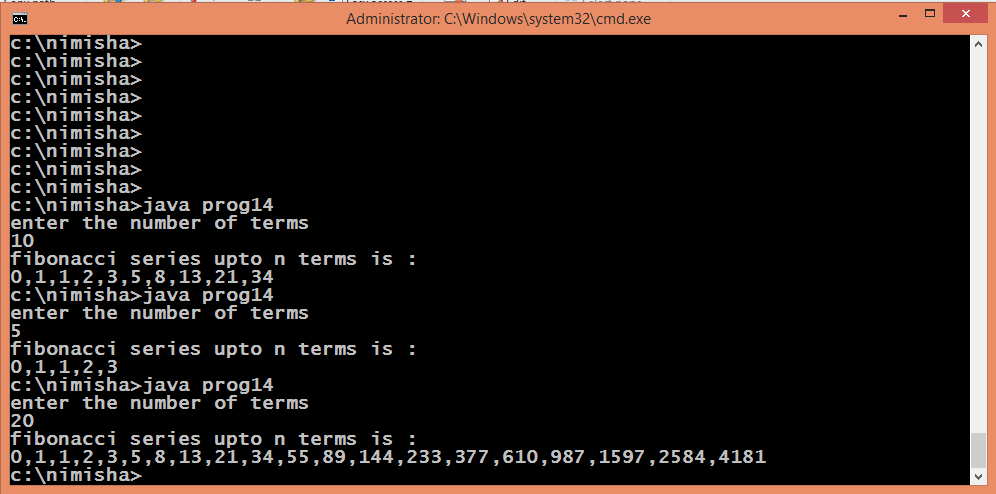 Administrator: C:\Windows\system32\cmd.exe
c:\nimisha>
c:\nimisha>
c:\nimisha>
c:\nimisha>
c:\nimisha>
c:\nimisha>
c:\nimisha>
c:\nimisha>
c:\nimisha>
c:\nimisha>java prog14
enter the number of terms
10
fibonacci series upto n terms is :
0,1,1,2,3,5,8,13,21,34
c:\nimisha>java prog14
enter the number of terms
5
fibonacci series upto n terms is :
0,1,1,2,3
c:\nimisha>java prog14
enter the number of terms
20
fibonacci series upto n terms is :
0,1,1,2,3,5,8,13,21,34,55,89,144,233,377,610,987,1597,2584,4181
c:\nimisha>